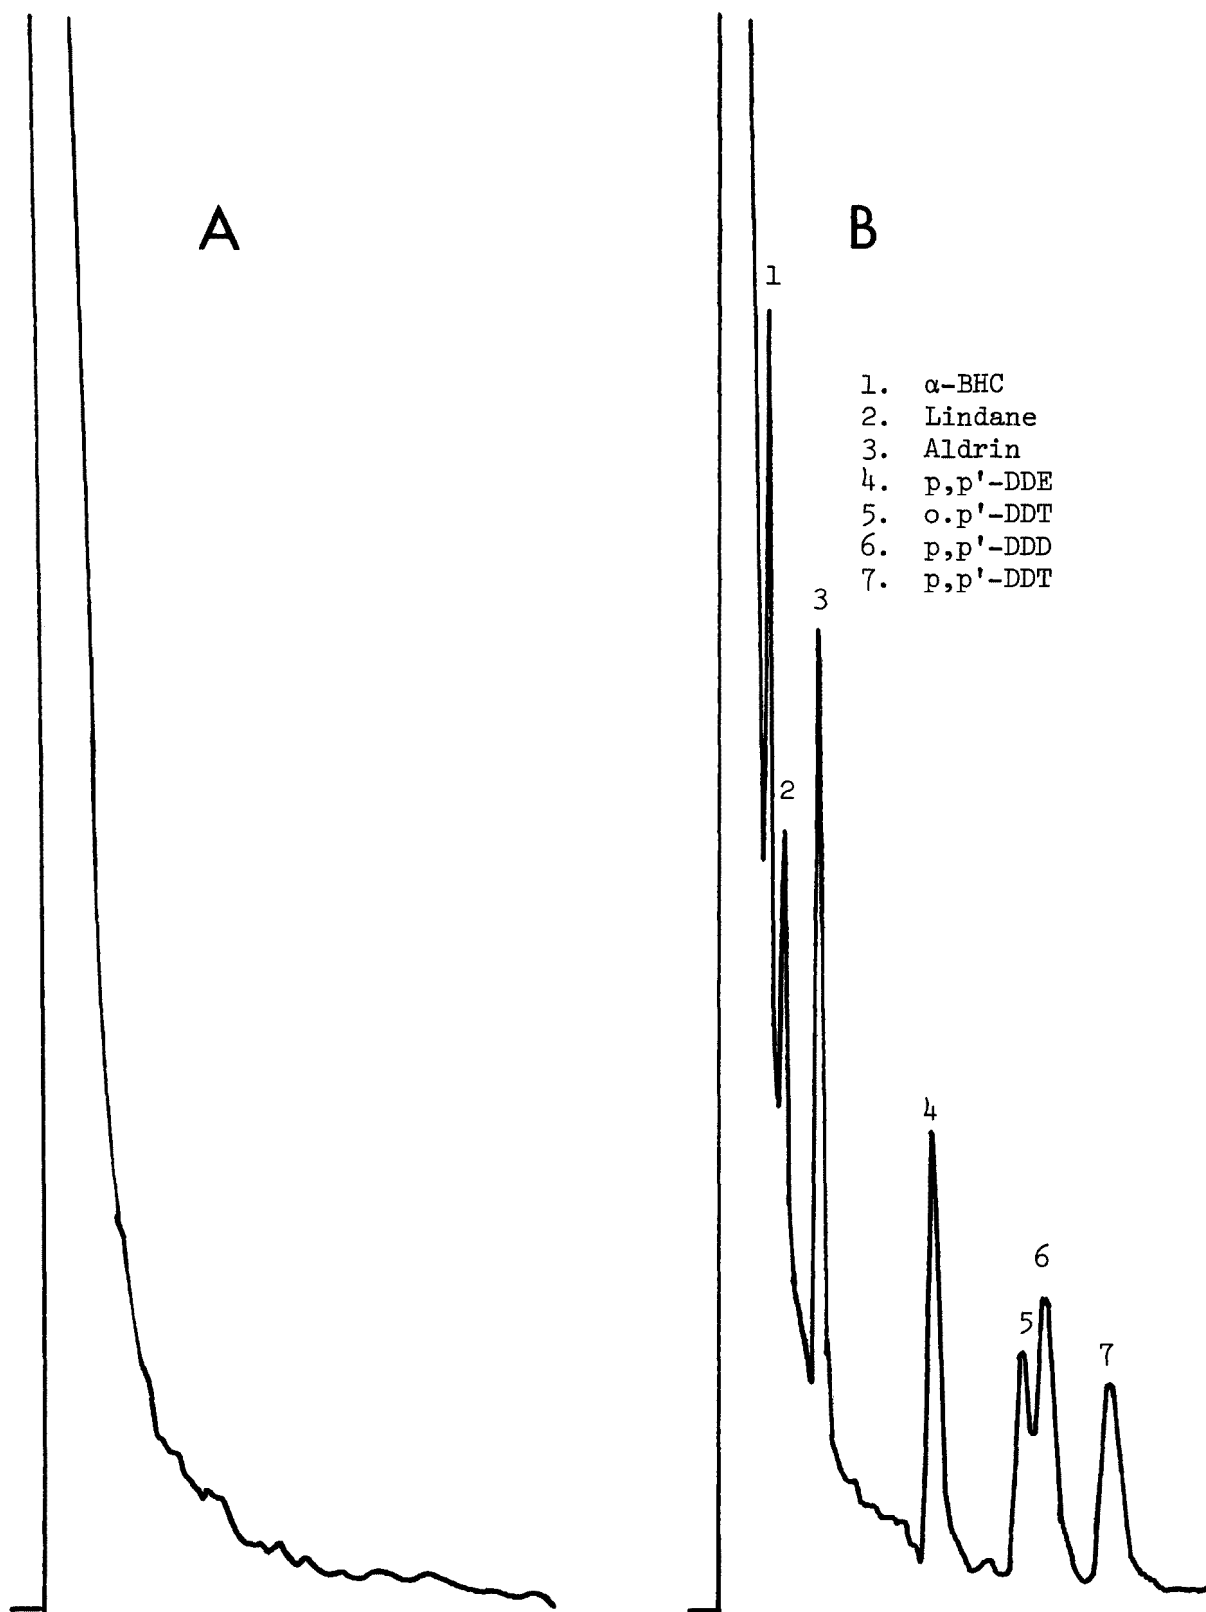 A
B
1
1. α-BHC
2. Lindane
3. Aldrin
4. p,p'-DDE
5. o.p'-DDT
6. p,p'-DDD
7. p,p'-DDT
3
2
4
6
5
7